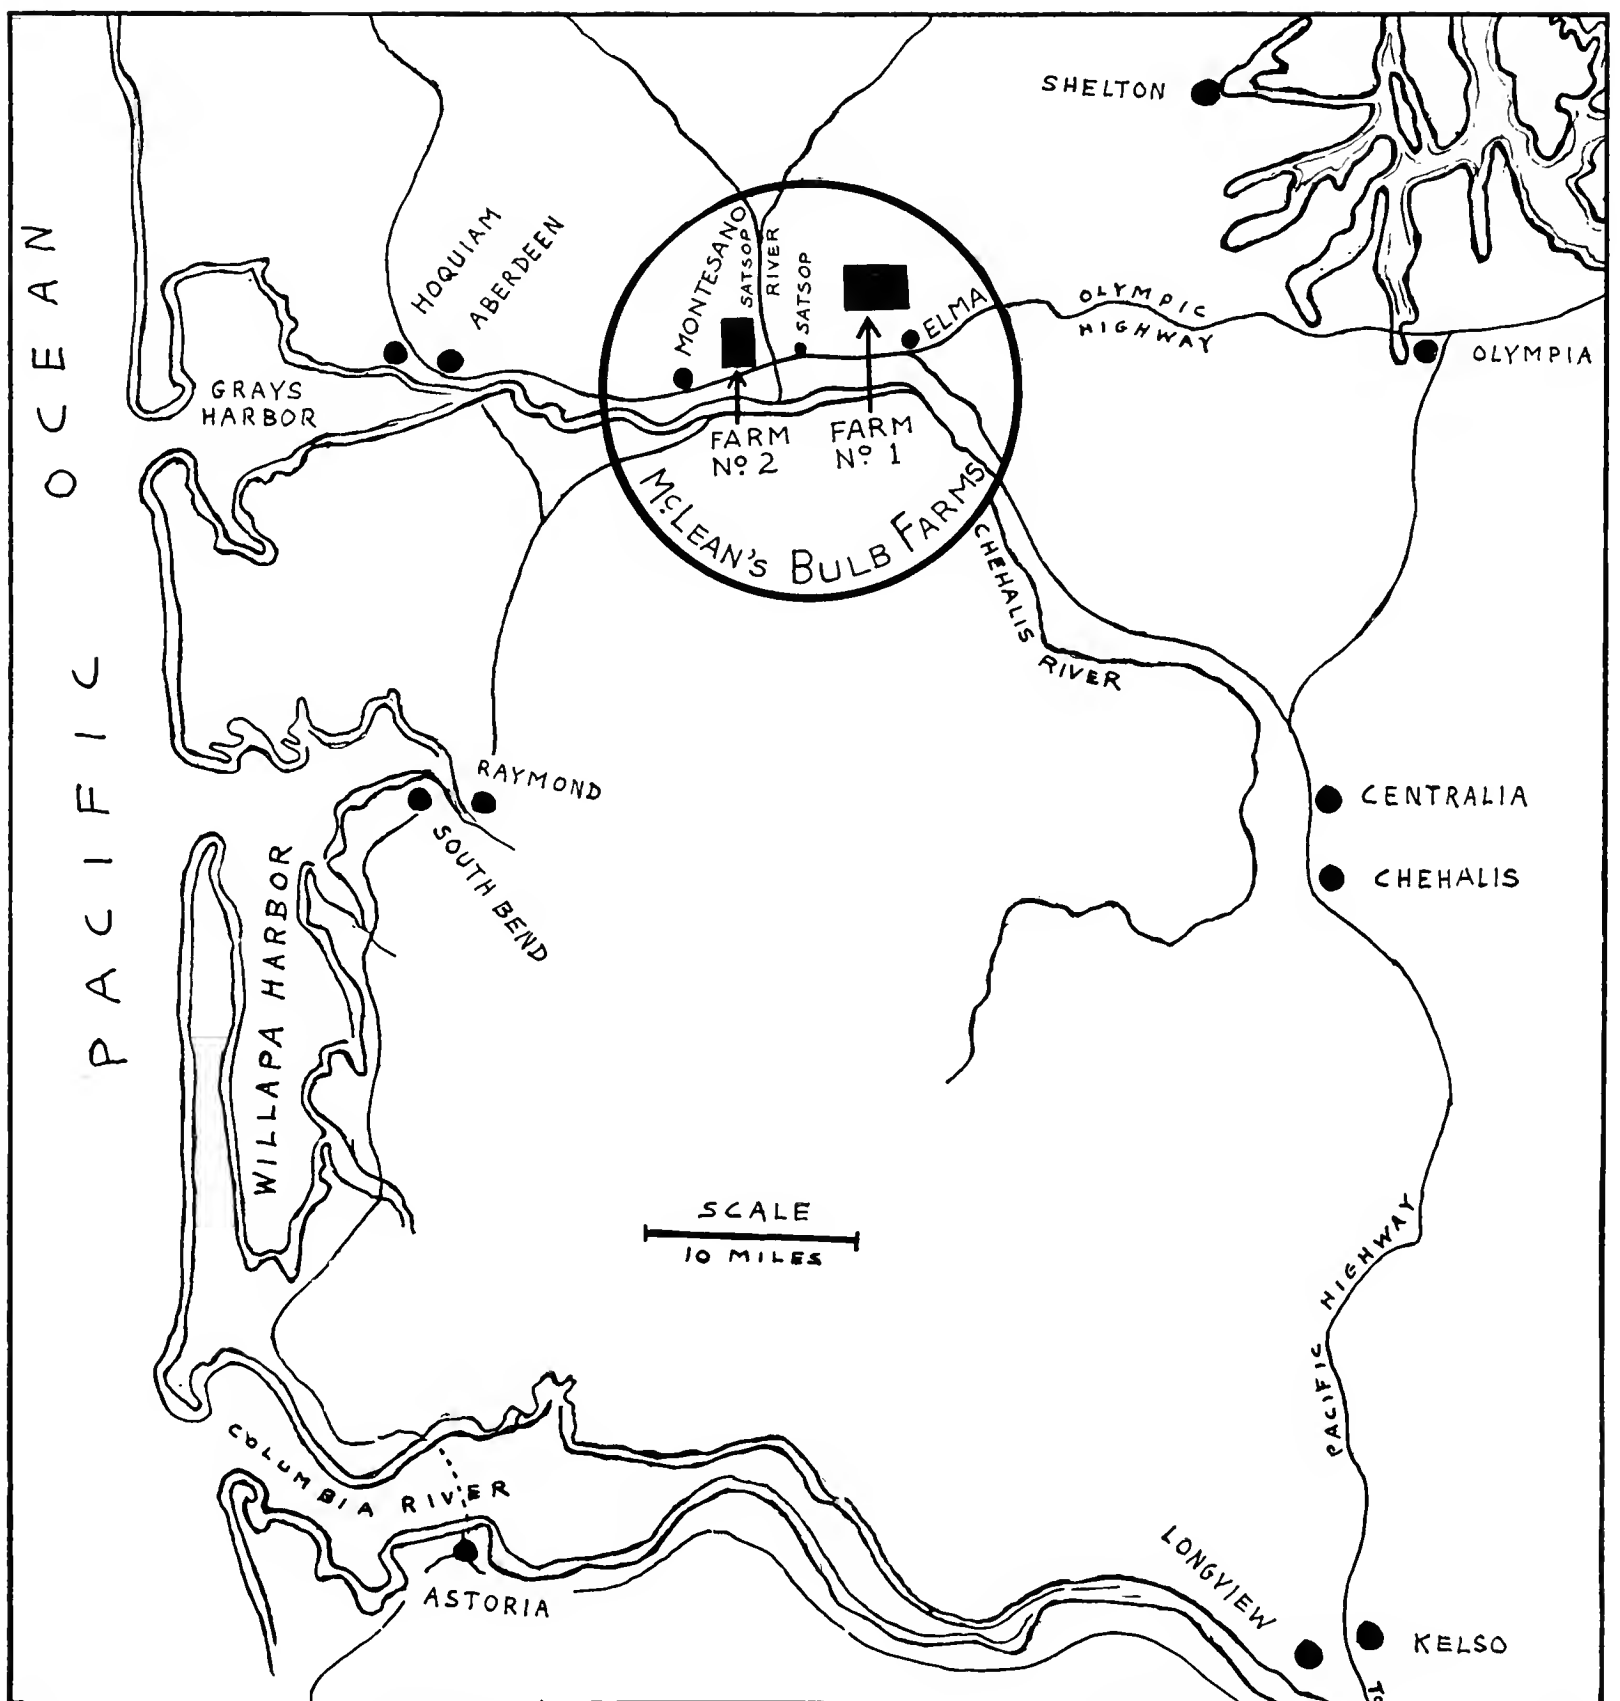 SHELTON
PACIFIC OCEAN
HOQUIAM
ABERDEEN
MONTESANO
SATSOP
RIVER
SATSOP
ELMA
OLYMPIC
HIGHWAY
OLYMPIA
GRAYS
HARBOR
FARM
Nº 2
FARM
Nº 1
McLEAN'S BULB FARMS
CHEHALIS
RIVER
RAYMOND
SOUTH BEND
CENTRALIA
CHEHALIS
WILLAPA HARBOR
SCALE
10 MILES
PACIFIC HIGHWAY
COLUMBIA RIVER
ASTORIA
LONGVIEW
KELSO
TO